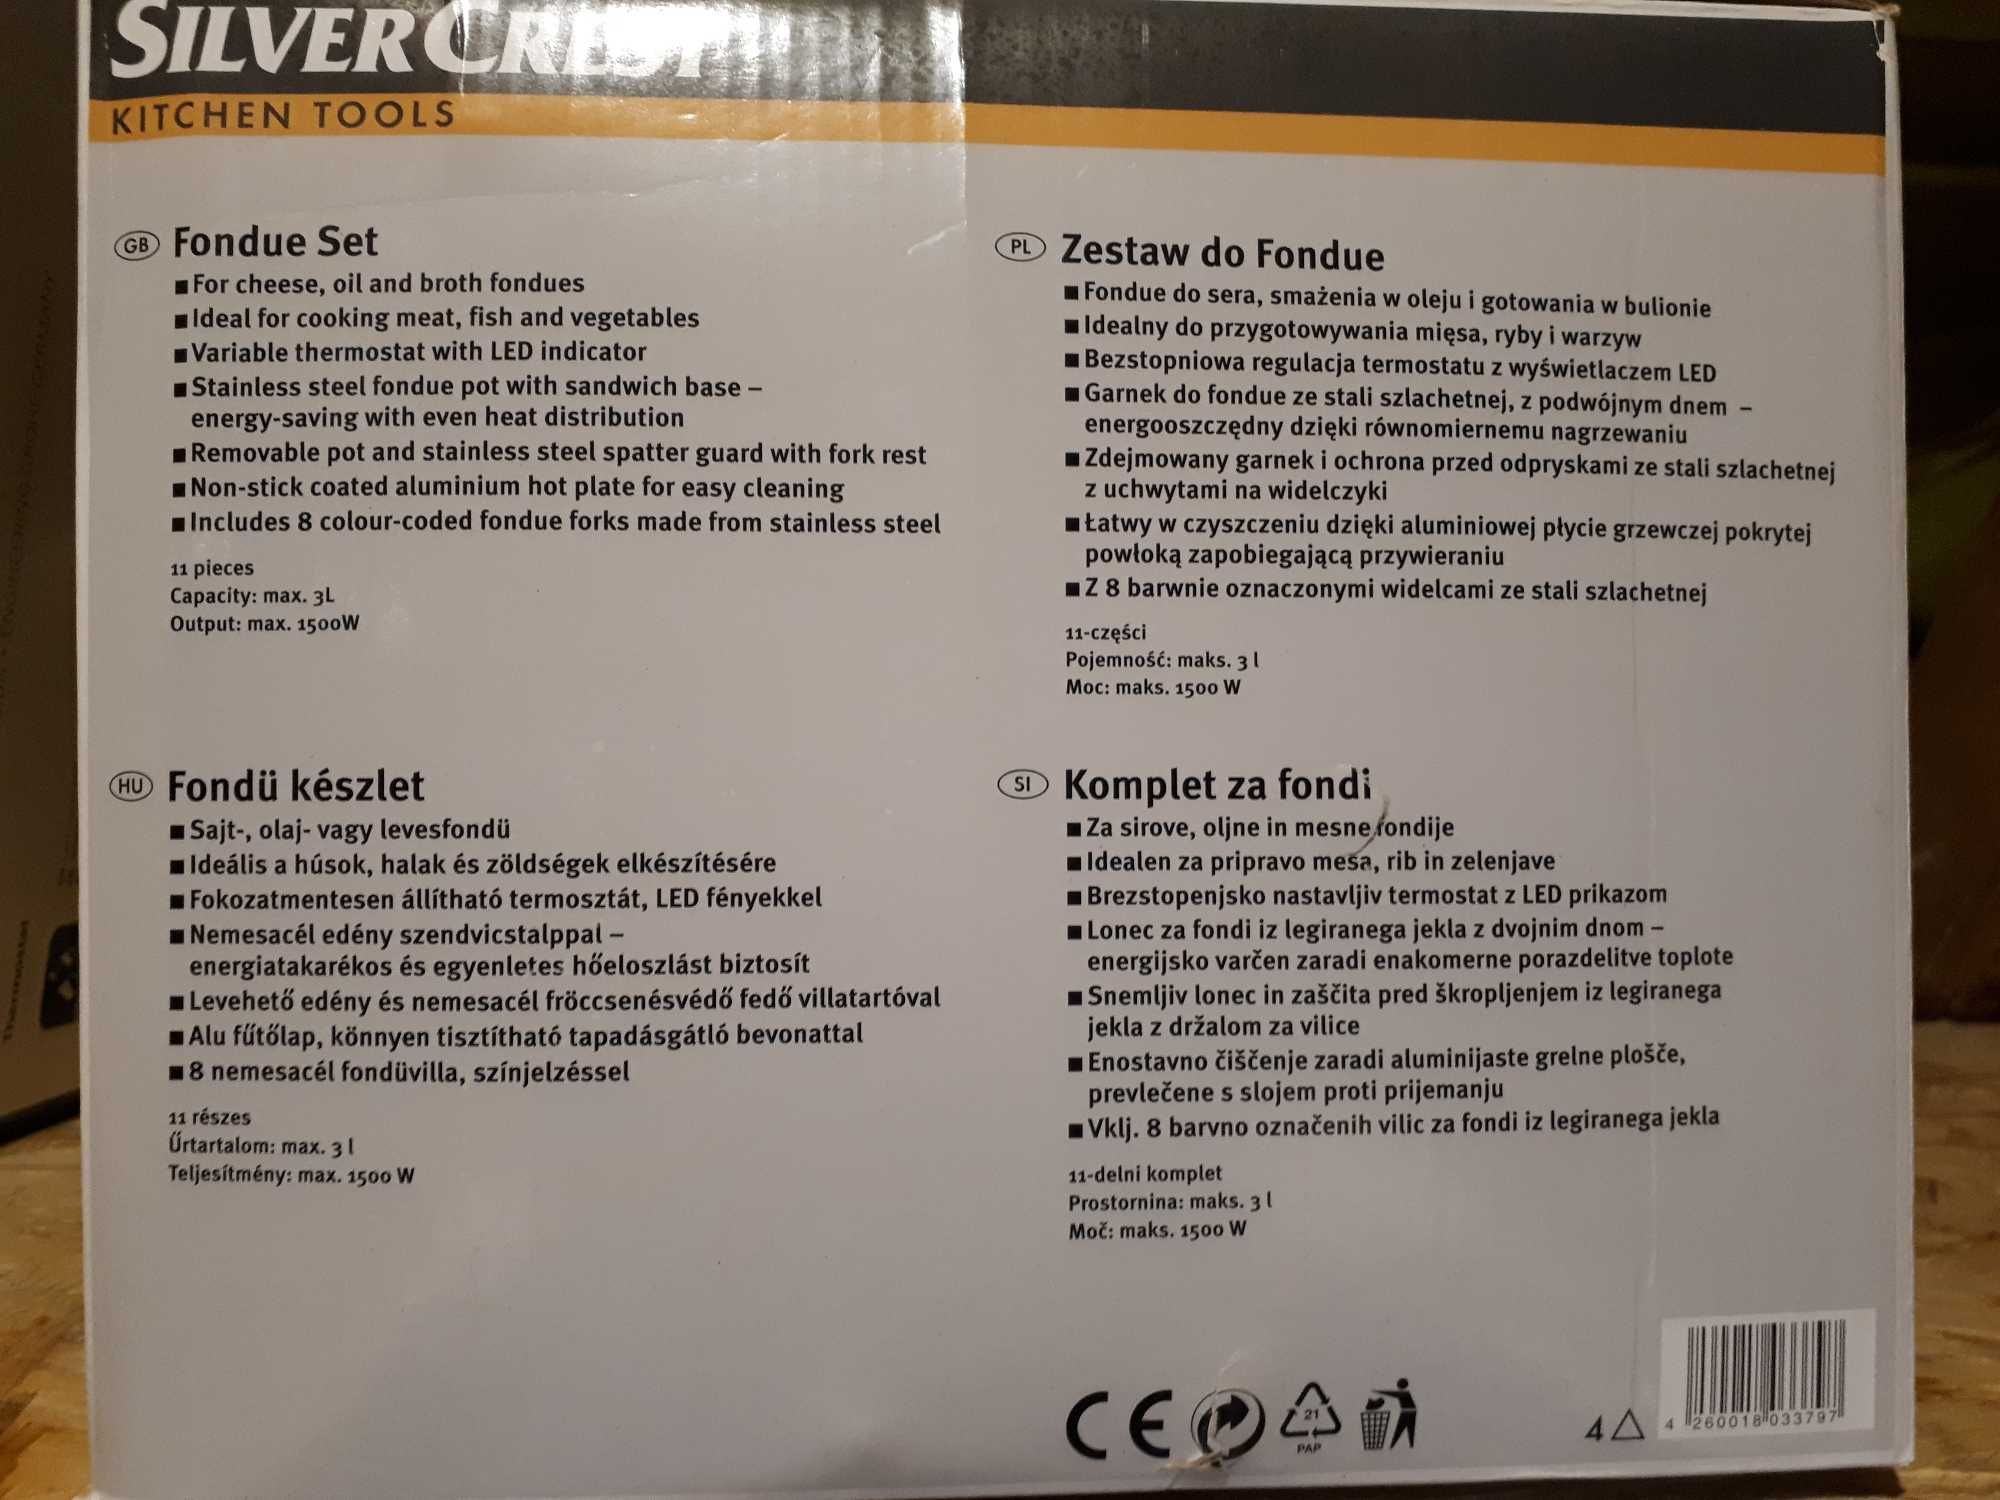 SILVERCREST
KITCHEN TOOLS
GB Fondue Set
■ For cheese, oil and broth fondues
■ Ideal for cooking meat, fish and vegetables
■ Variable thermostat with LED indicator
■ Stainless steel fondue pot with sandwich base –
energy-saving with even heat distribution
■ Removable pot and stainless steel spatter guard with fork rest
■ Non-stick coated aluminium hot plate for easy cleaning
■ Includes 8 colour-coded fondue forks made from stainless steel
11 pieces
Capacity: max. 3L
Output: max. 1500W
PL Zestaw do Fondue
■ Fondue do sera, smażenia w oleju i gotowania w bulionie
■ Idealny do przygotowywania mięsa, ryby i warzyw
■ Bezstopniowa regulacja termostatu z wyświetlaczem LED
■ Garnek do fondue ze stali szlachetnej, z podwójnym dnem –
energooszczędny dzięki równomiernemu nagrzewaniu
■ Zdejmowany garnek i ochrona przed odpryskami ze stali szlachetnej
z uchwytami na widelczyki
■ Łatwy w czyszczeniu dzięki aluminiowej płycie grzewczej pokrytej
powłoką zapobiegającą przywieraniu
■ Z 8 barwnie oznaczonymi widelcami ze stali szlachetnej
11-części
Pojemność: maks. 3 l
Moc: maks. 1500 W
HU Fondü készlet
■ Sajt-, olaj- vagy levesfondü
■ Ideális a húsok, halak és zöldségek elkészítésére
■ Fokozatmentesen állítható termosztát, LED fényekkel
■ Nemesacél edény szendvicstalppal –
energiatakarékos és egyenletes hőeloszlást biztosít
■ Levehető edény és nemesacél fröccsenésvédő fedő villatartóval
■ Alu fűtőlap, könnyen tisztítható tapadásgátló bevonattal
■ 8 nemesacél fondüvilla, színjelzéssel
11 részes
Űrtartalom: max. 3 l
Teljesítmény: max. 1500 W
SI Komplet za fondi
■ Za sirove, oljne in mesne fondije
■ Idealen za pripravo mesa, rib in zelenjave
■ Brezstopenjsko nastavljiv termostat z LED prikazom
■ Lonec za fondi iz legiranega jekla z dvojnim dnom –
energijsko varčen zaradi enakomerne porazdelitve toplote
■ Snemljiv lonec in zaščita pred škropljenjem iz legiranega
jekla z držalom za vilice
■ Enostavno čiščenje zaradi aluminijaste grelne plošče,
prevlečene s slojem proti prijemanju
■ Vklj. 8 barvno označenih vilic za fondi iz legiranega jekla
11-delni komplet
Prostornina: maks. 3 l
Moč: maks. 1500 W
CE
21
PAP
4
4 260018 033797
Thermostat